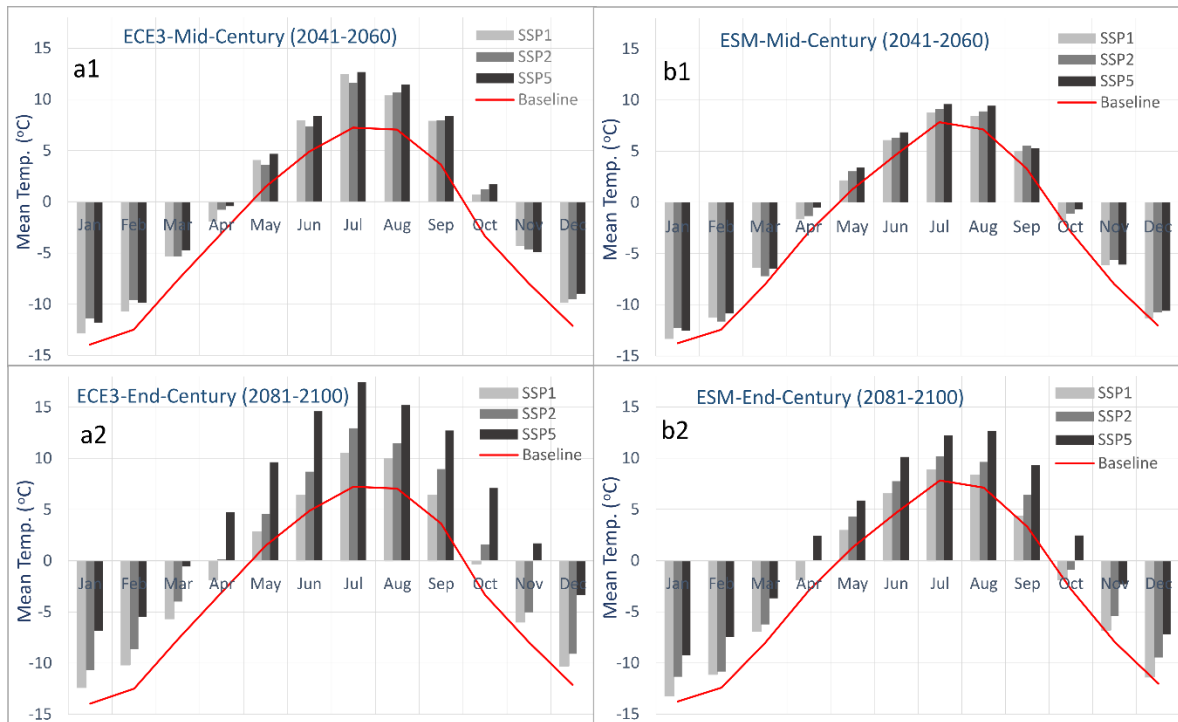 ECE3-Mid-Century (2041-2060)
a1
SSP1
SSP2
SSP5
Baseline
Mean Temp. (°C)
15
10
5
0
-5
-10
-15
Jan Feb Mar Apr May Jun Jul Aug Sep Oct Nov Dec
ESM-Mid-Century (2041-2060)
b1
SSP1
SSP2
SSP5
Baseline
Mean Temp. (°C)
15
10
5
0
-5
-10
-15
Jan Feb Mar Apr May Jun Jul Aug Sep Oct Nov Dec
ECE3-End-Century (2081-2100)
a2
SSP1
SSP2
SSP5
Baseline
Mean Temp. (°C)
15
10
5
0
-5
-10
-15
Jan Feb Mar Apr May Jun Jul Aug Sep Oct Nov Dec
ESM-End-Century (2081-2100)
b2
SSP1
SSP2
SSP5
Baseline
Mean Temp. (°C)
15
10
5
0
-5
-10
-15
Jan Feb Mar Apr May Jun Jul Aug Sep Oct Nov Dec